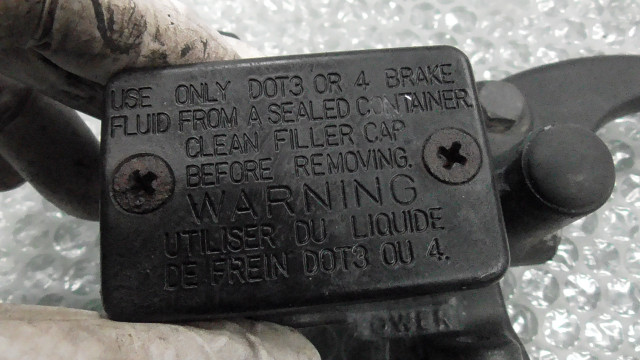 USE ONLY DOT3 OR 4 BRAKE
FLUID FROM A SEALED CONTAINER.
CLEAN FILLER CAP
BEFORE REMOVING.
WARNING
UTILISER DU LIQUIDE
DE FREIN DOT3 OU 4.
OWER